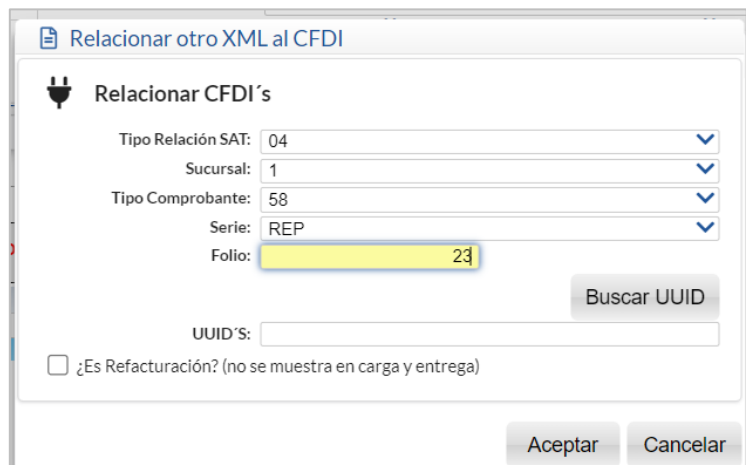 Relacionar otro XML al CFDI
Relacionar CFDI´s
Tipo Relación SAT: 04
Sucursal: 1
Tipo Comprobante: 58
Serie: REP
Folio: 23
Buscar UUID
UUID´S:
¿Es Refacturación? (no se muestra en carga y entrega)
Aceptar Cancelar